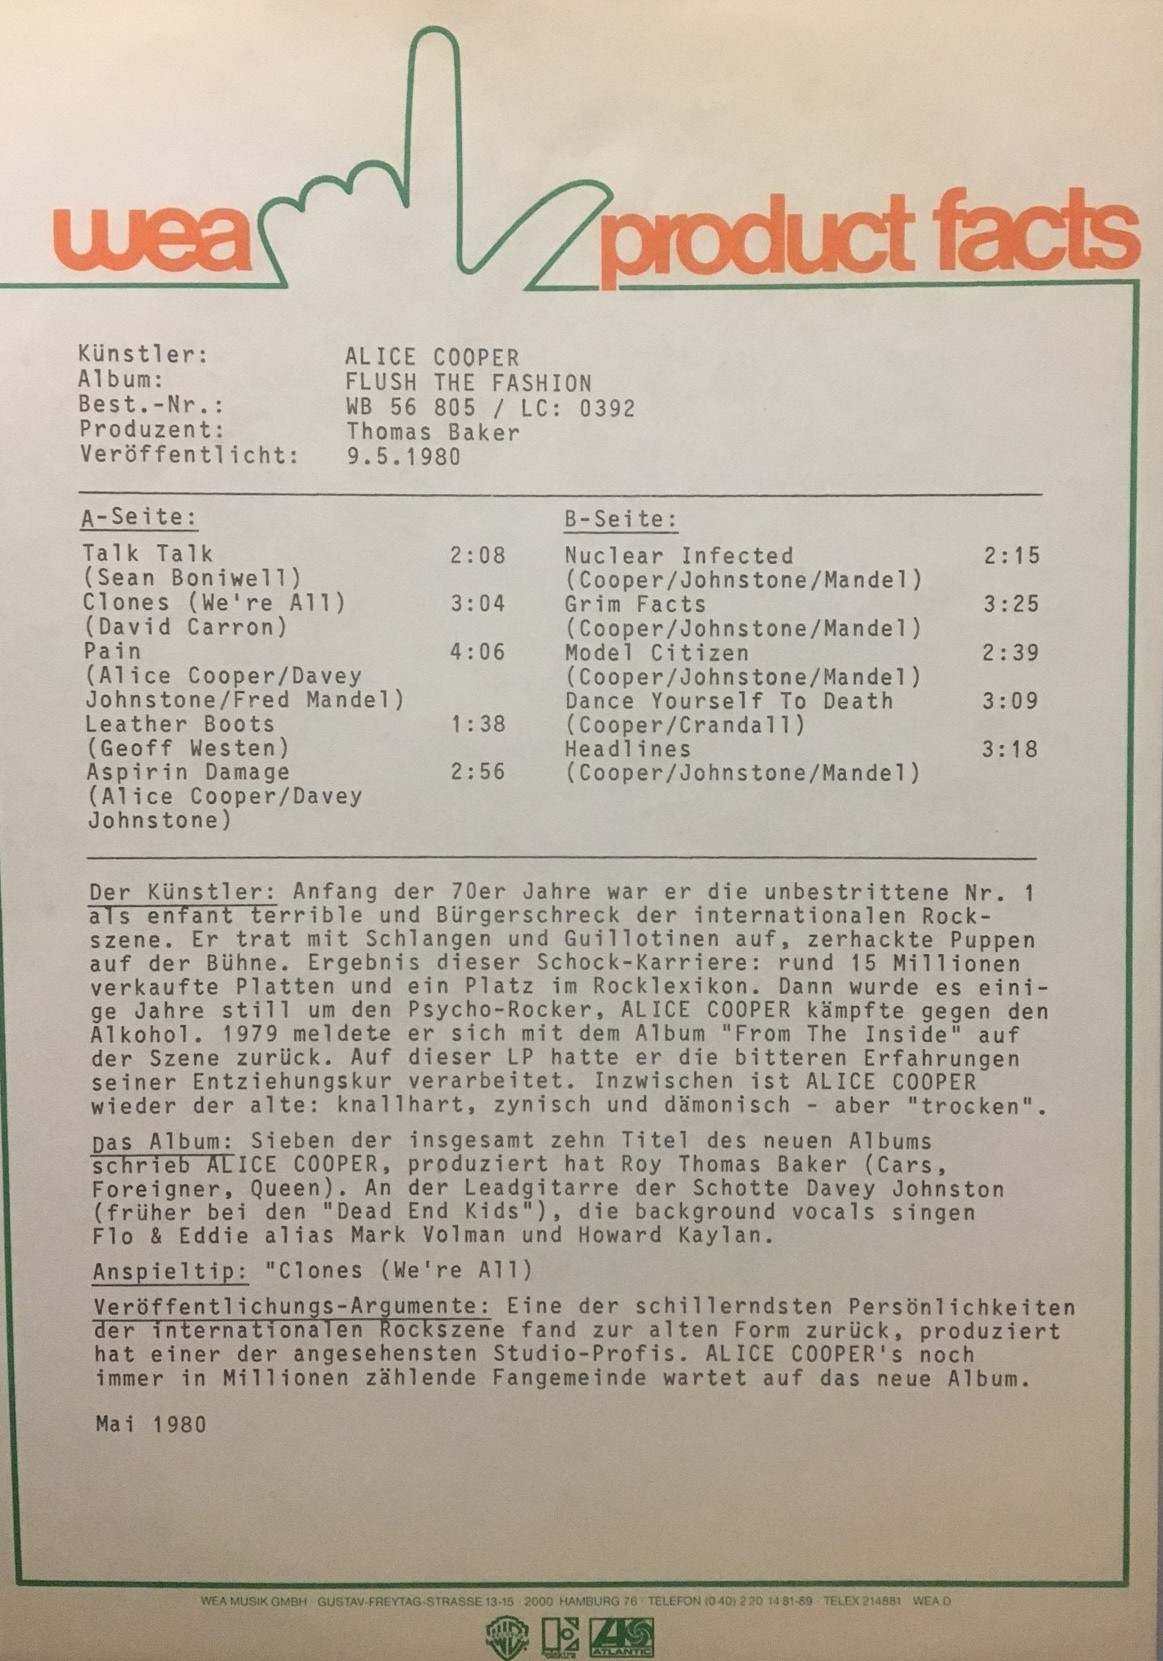 wea product facts
Künstler: ALICE COOPER
Album: FLUSH THE FASHION
Best.-Nr.: WB 56 805 / LC: 0392
Produzent: Thomas Baker
Veröffentlicht: 9.5.1980
A-Seite:
Talk Talk 2:08
(Sean Boniwell)
Clones (We're All) 3:04
(David Carron)
Pain 4:06
(Alice Cooper/Davey
Johnstone/Fred Mandel)
Leather Boots 1:38
(Geoff Westen)
Aspirin Damage 2:56
(Alice Cooper/Davey
Johnstone)
B-Seite:
Nuclear Infected 2:15
(Cooper/Johnstone/Mandel)
Grim Facts 3:25
(Cooper/Johnstone/Mandel)
Model Citizen 2:39
(Cooper/Johnstone/Mandel)
Dance Yourself To Death 3:09
(Cooper/Crandall)
Headlines 3:18
(Cooper/Johnstone/Mandel)
Der Künstler: Anfang der 70er Jahre war er die unbestrittene Nr. 1
als enfant terrible und Bürgerschreck der internationalen Rock-
szene. Er trat mit Schlangen und Guillotinen auf, zerhackte Puppen
auf der Bühne. Ergebnis dieser Schock-Karriere: rund 15 Millionen
verkaufte Platten und ein Platz im Rocklexikon. Dann wurde es eini-
ge Jahre still um den Psycho-Rocker, ALICE COOPER kämpfte gegen den
Alkohol. 1979 meldete er sich mit dem Album "From The Inside" auf
der Szene zurück. Auf dieser LP hatte er die bitteren Erfahrungen
seiner Entziehungskur verarbeitet. Inzwischen ist ALICE COOPER
wieder der alte: knallhart, zynisch und dämonisch - aber "trocken".
Das Album: Sieben der insgesamt zehn Titel des neuen Albums
schrieb ALICE COOPER, produziert hat Roy Thomas Baker (Cars,
Foreigner, Queen). An der Leadgitarre der Schotte Davey Johnston
(früher bei den "Dead End Kids"), die background vocals singen
Flo & Eddie alias Mark Volman und Howard Kaylan.
Anspieltip: "Clones (We're All)
Veröffentlichungs-Argumente: Eine der schillerndsten Persönlichkeiten
der internationalen Rockszene fand zur alten Form zurück, produziert
hat einer der angesehensten Studio-Profis. ALICE COOPER's noch
immer in Millionen zählende Fangemeinde wartet auf das neue Album.
Mai 1980
WEA MUSIK GMBH · GUSTAV-FREYTAG-STRASSE 13-15 · 2000 HAMBURG 76 · TELEFON (0 40) 2 20 14 81-89 · TELEX 214881 WEA D
ATLANTIC